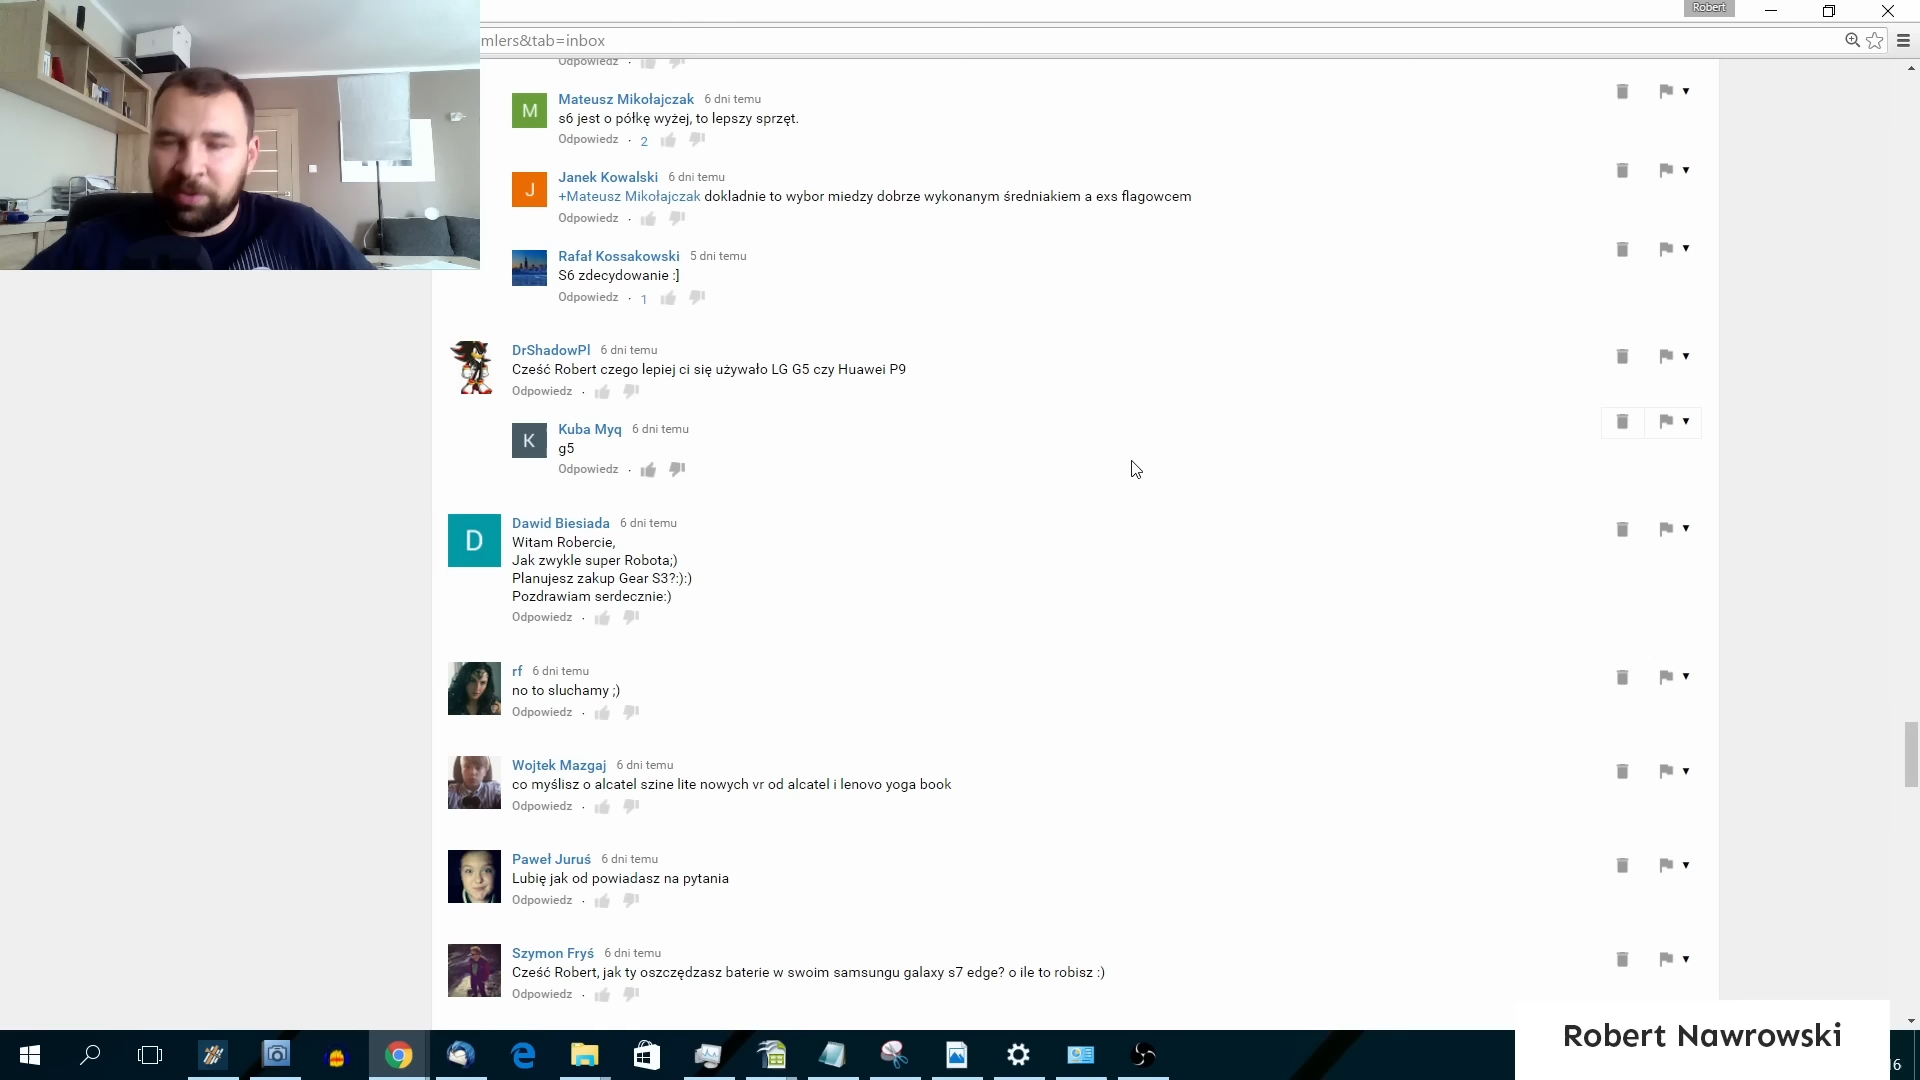 Robert
mlers&tab=inbox
Odpowiedz ·
M
Mateusz Mikołajczak 6 dni temu
s6 jest o półkę wyżej, to lepszy sprzęt.
Odpowiedz · 2
J
Janek Kowalski 6 dni temu
+Mateusz Mikołajczak dokladnie to wybor miedzy dobrze wykonanym średniakiem a exs flagowcem
Odpowiedz ·
Rafał Kossakowski 5 dni temu
S6 zdecydowanie :]
Odpowiedz · 1
DrShadowPl 6 dni temu
Cześć Robert czego lepiej ci się używało LG G5 czy Huawei P9
Odpowiedz ·
K
Kuba Myq 6 dni temu
g5
Odpowiedz ·
D
Dawid Biesiada 6 dni temu
Witam Robercie,
Jak zwykle super Robota;)
Planujesz zakup Gear S3?:):)
Pozdrawiam serdecznie:)
Odpowiedz ·
rf 6 dni temu
no to sluchamy ;)
Odpowiedz ·
Wojtek Mazgaj 6 dni temu
co myślisz o alcatel szine lite nowych vr od alcatel i lenovo yoga book
Odpowiedz ·
Paweł Juruś 6 dni temu
Lubię jak od powiadasz na pytania
Odpowiedz ·
Szymon Fryś 6 dni temu
Cześć Robert, jak ty oszczędzasz baterie w swoim samsungu galaxy s7 edge? o ile to robisz :)
Odpowiedz ·
Robert Nawrowski
16